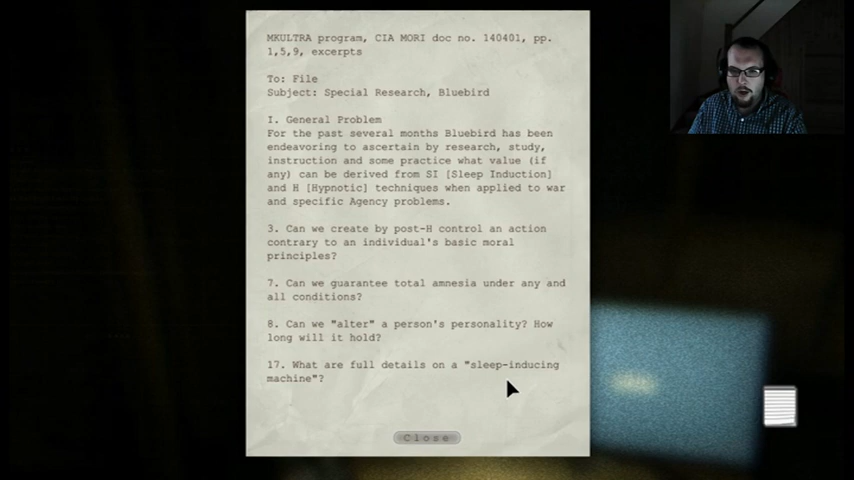 MKULTRA program, CIA MORI doc no. 140401, pp.
1,5,9, excerpts
To: File
Subject: Special Research, Bluebird
I. General Problem
For the past several months Bluebird has been
endeavoring to ascertain by research, study,
instruction and some practice what value (if
any) can be derived from SI [Sleep Induction]
and H [Hypnotic] techniques when applied to war
and specific Agency problems.
3. Can we create by post-H control an action
contrary to an individual's basic moral
principles?
7. Can we guarantee total amnesia under any and
all conditions?
8. Can we "alter" a person's personality? How
long will it hold?
17. What are full details on a "sleep-inducing
machine"?
Close